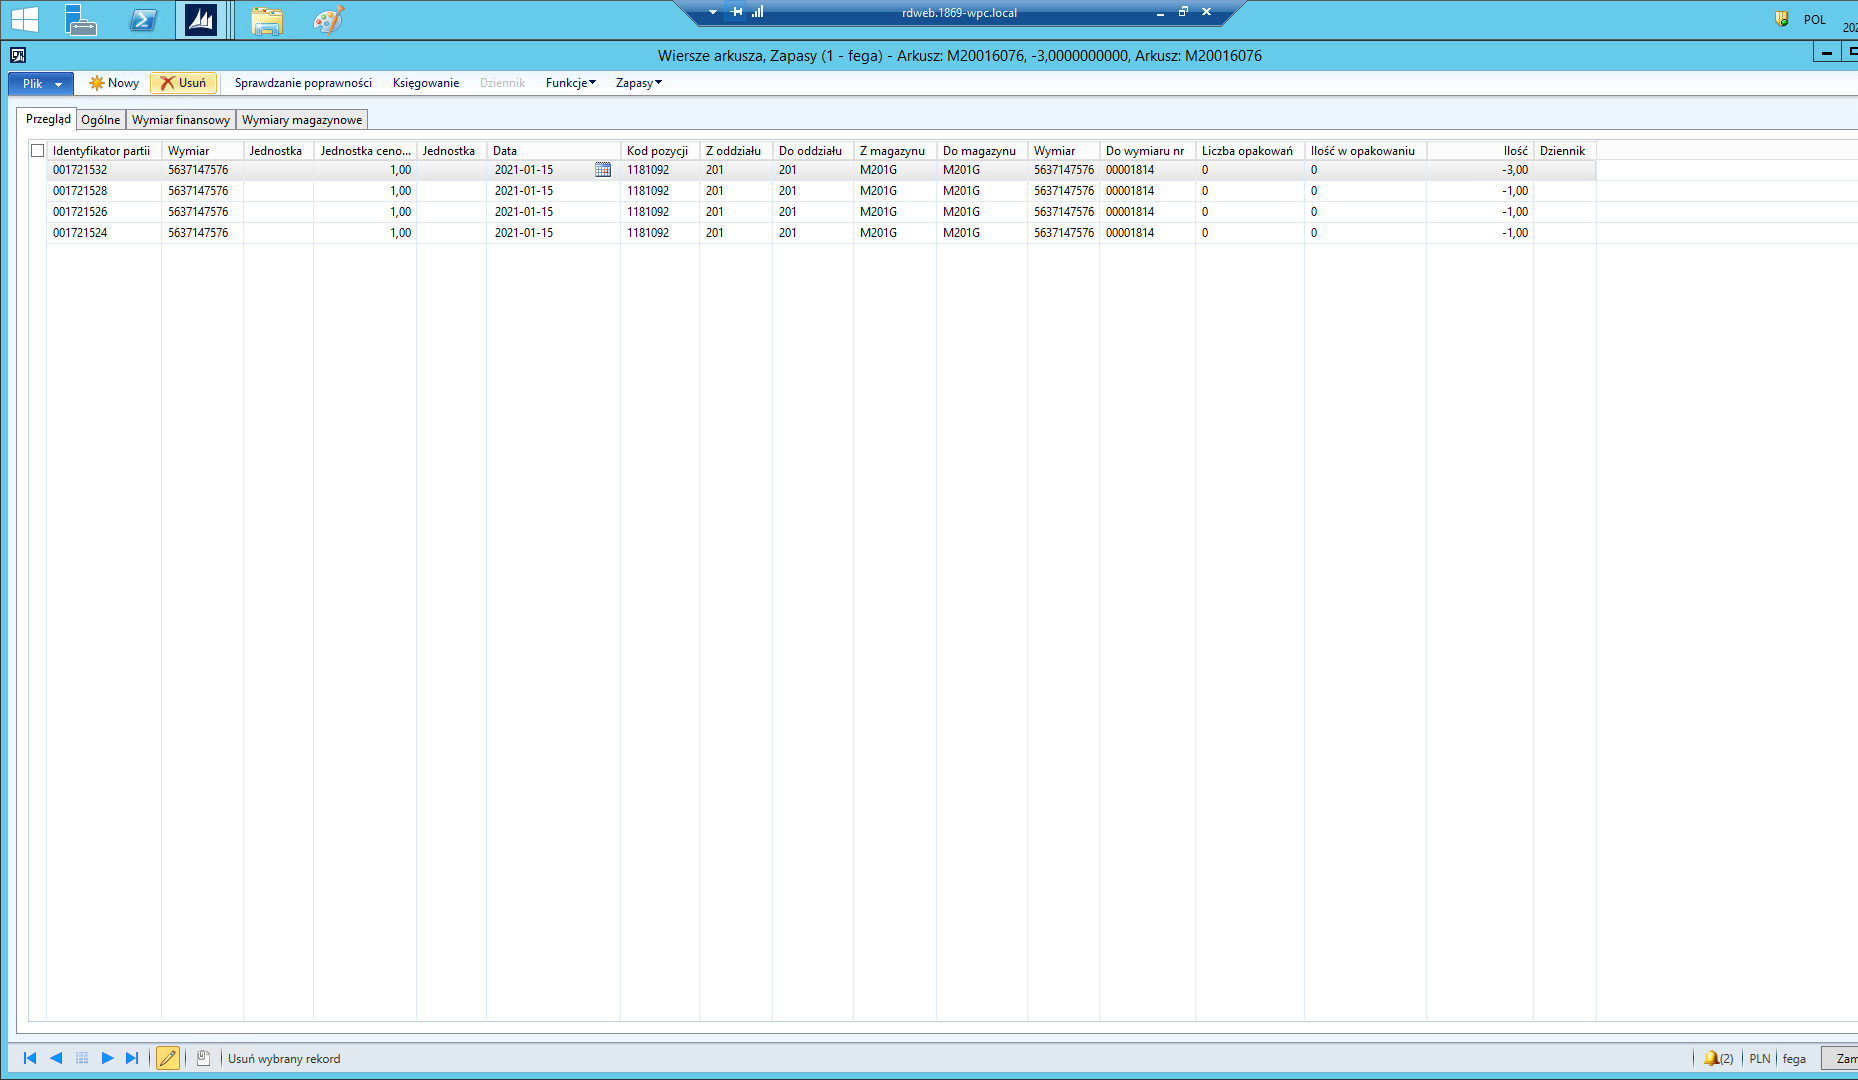 rdweb.1869-wpc.local
POL
Wiersze arkusza, Zapasy (1 - fega) - Arkusz: M20016076, -3,0000000000, Arkusz: M20016076
Plik Nowy Usuń Sprawdzanie poprawności Księgowanie Dziennik Funkcje Zapasy
Przegląd Ogólne Wymiar finansowy Wymiary magazynowe
Identyfikator partii Wymiar Jednostka Jednostka ceno... Jednostka Data Kod pozycji Z oddziału Do oddziału Z magazynu Do magazynu Wymiar Do wymiaru nr Liczba opakowań Ilość w opakowaniu Ilość Dziennik
001721532 5637147576 1,00 2021-01-15 1181092 201 201 M201G M201G 5637147576 00001814 0 0 -3,00
001721528 5637147576 1,00 2021-01-15 1181092 201 201 M201G M201G 5637147576 00001814 0 0 -1,00
001721526 5637147576 1,00 2021-01-15 1181092 201 201 M201G M201G 5637147576 00001814 0 0 -1,00
001721524 5637147576 1,00 2021-01-15 1181092 201 201 M201G M201G 5637147576 00001814 0 0 -1,00
Usuń wybrany rekord (2) PLN fega